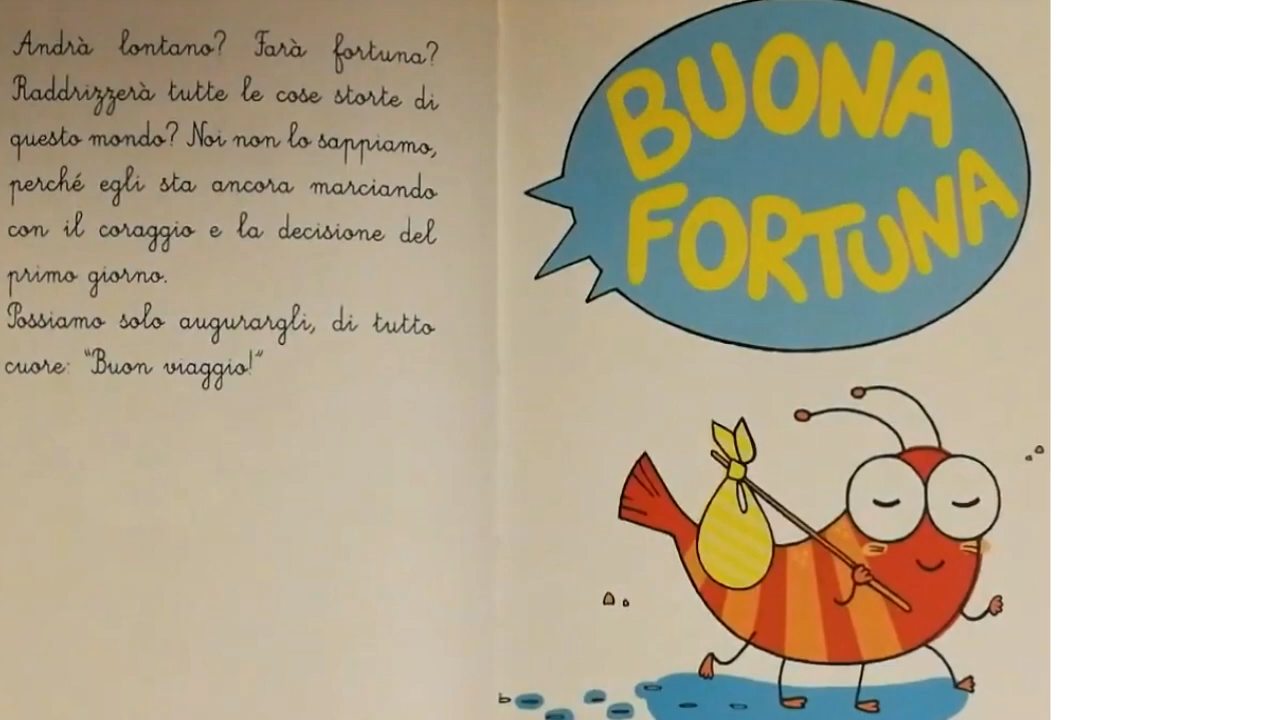 Andrà lontano? Farà fortuna?
Raddrizzerà tutte le cose storte di
questo mondo? Noi non lo sappiamo,
perché egli sta ancora marciando
con il coraggio e la decisione del
primo giorno.
Possiamo solo augurargli, di tutto
cuore: "Buon viaggio!"
BUONA
FORTUNA